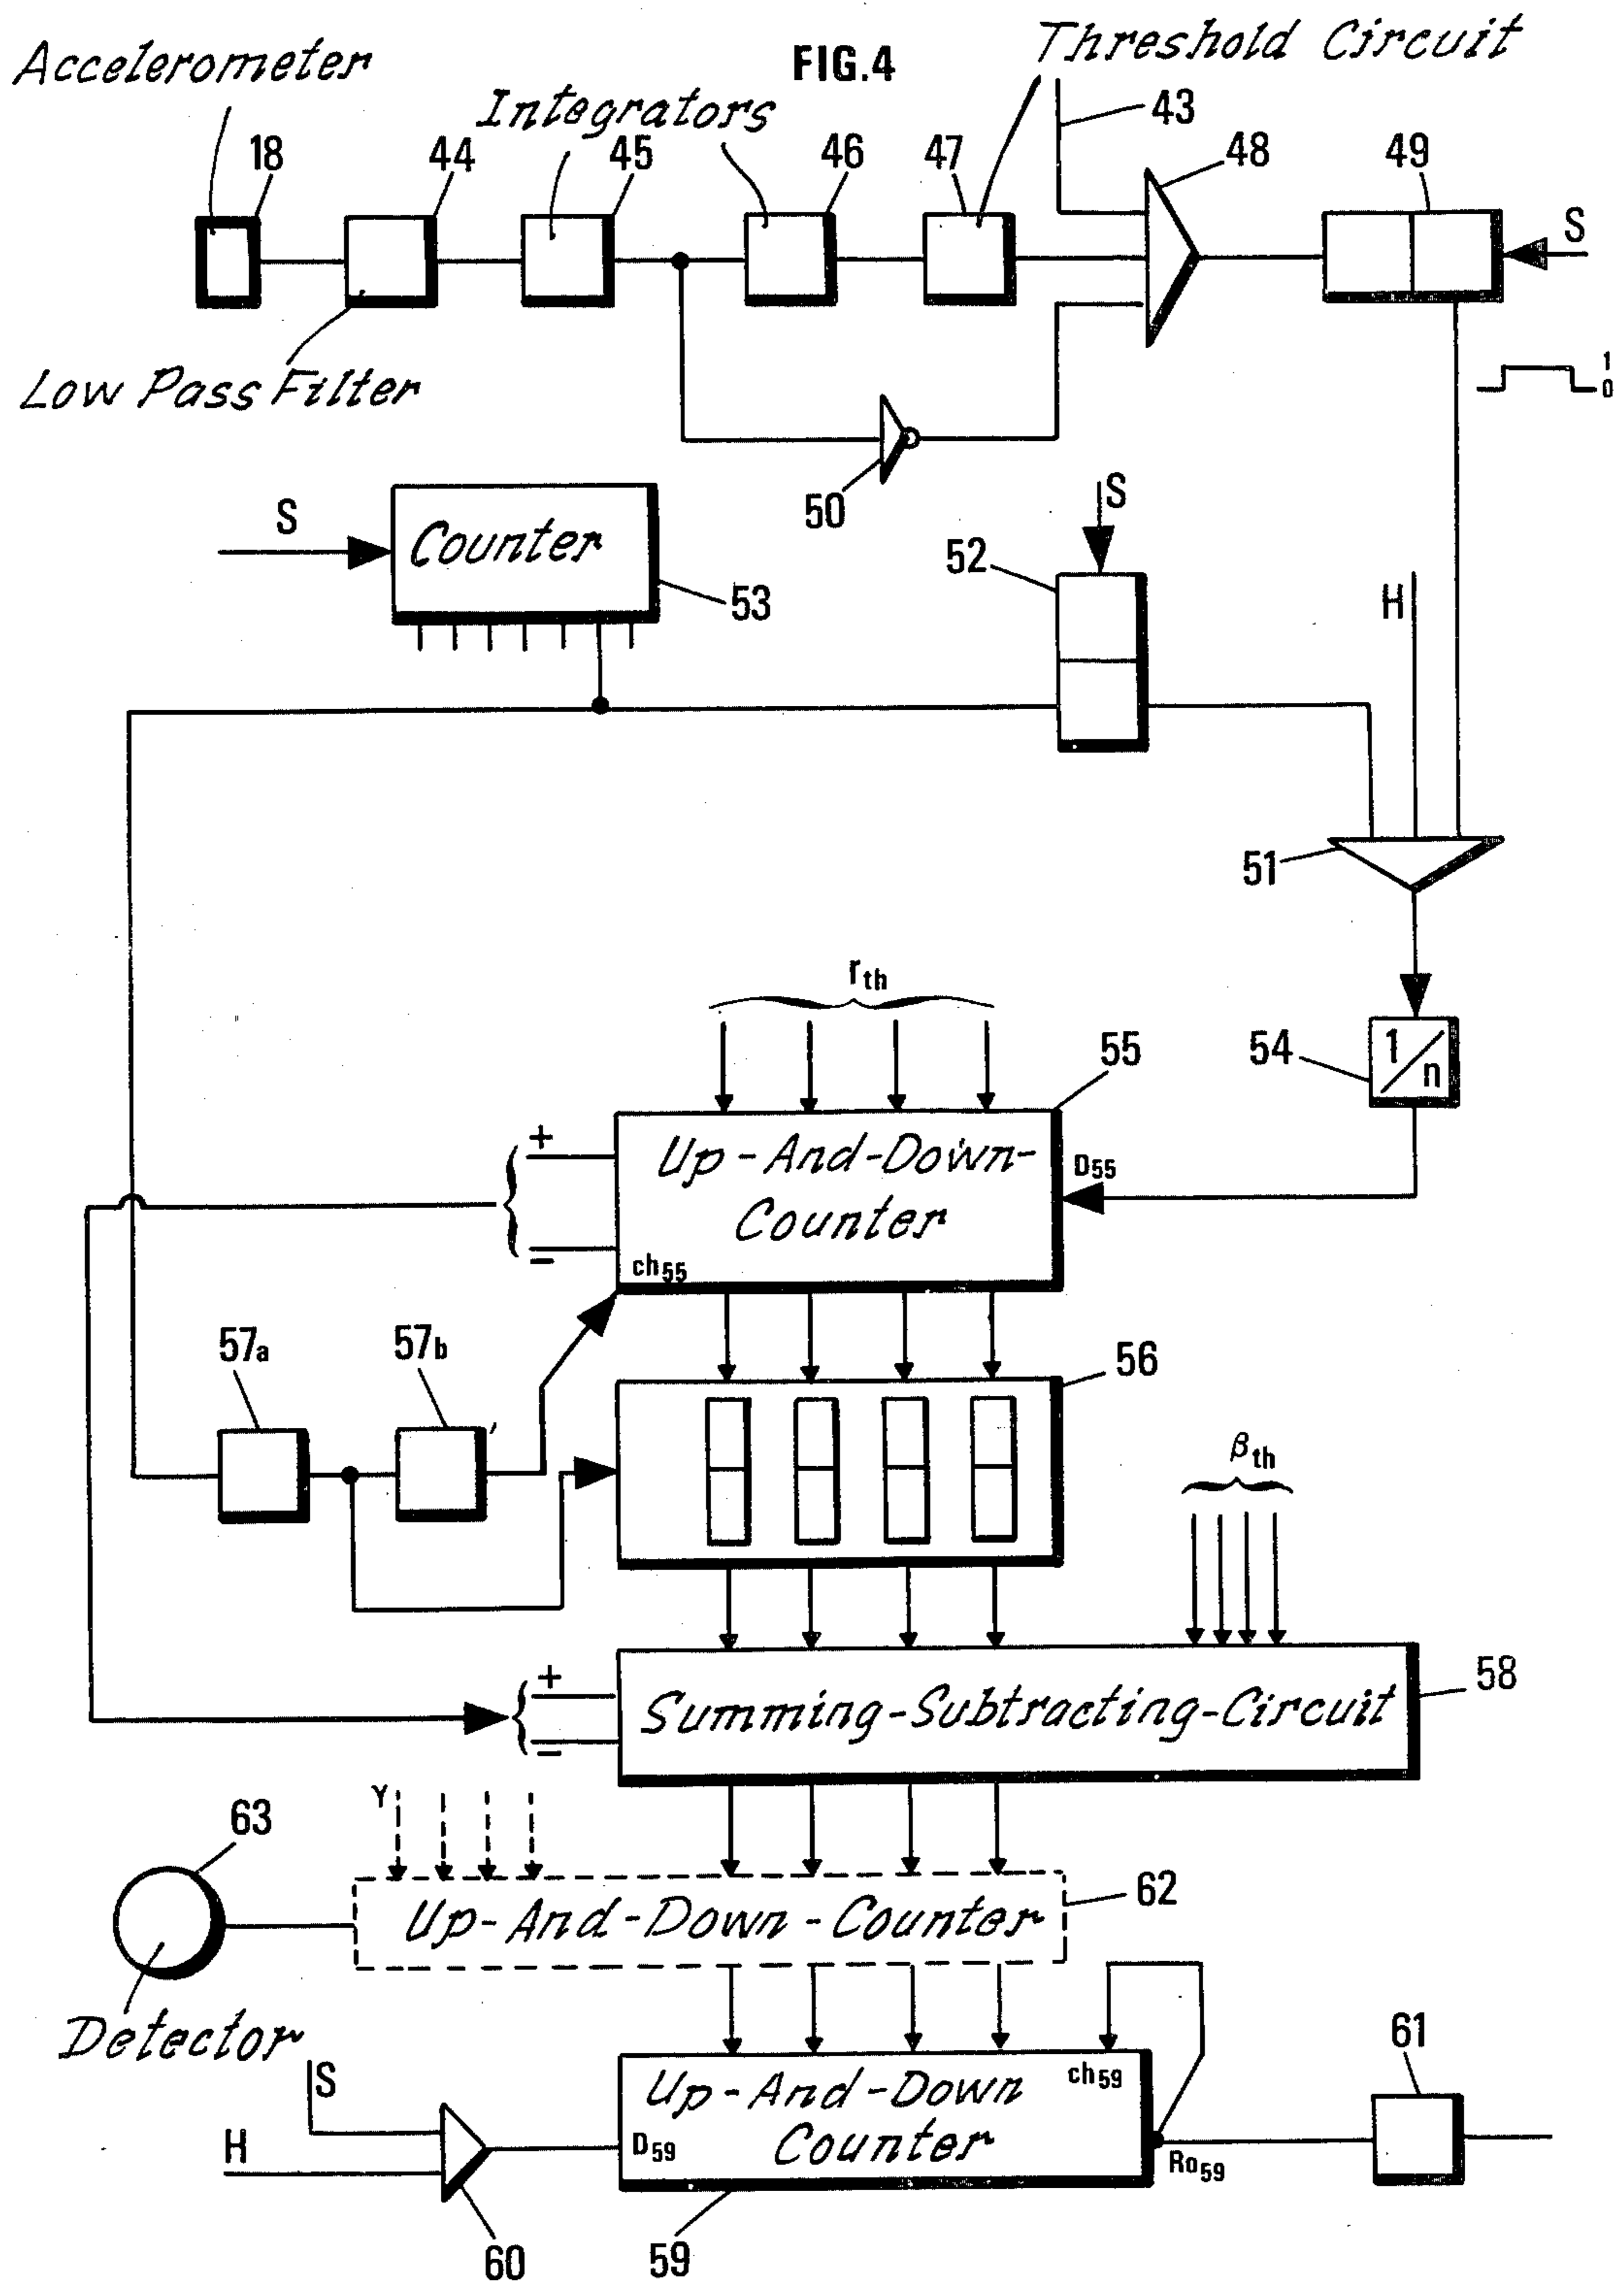 FIG.4
Accelerometer
Threshold Circuit
Integrators
43
18
44
45
46
47
48
49
S
Low Pass Filter
1
0
50
S
Counter
53
S
52
H
51
rth
54
1/n
55
+
Up-And-Down-
Counter
D55
-
ch55
57a
57b
56
βth
+
Summing-Subtracting-Circuit
58
-
Y
63
Up-And-Down-Counter
62
Detector
S
H
60
Up-And-Down
Counter
ch59
D59
Ro59
59
61